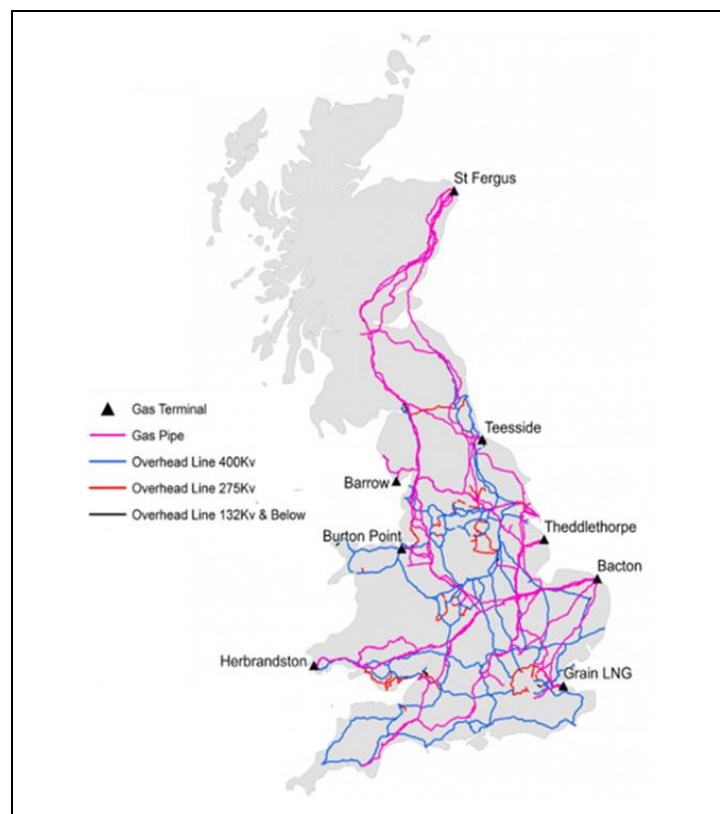 St Fergus
Gas Terminal
Gas Pipe
Overhead Line 400Kv
Overhead Line 275Kv
Overhead Line 132Kv & Below
Teesside
Barrow
Burton Point
Theddlethorpe
Bacton
Herbrandston
Grain LNG